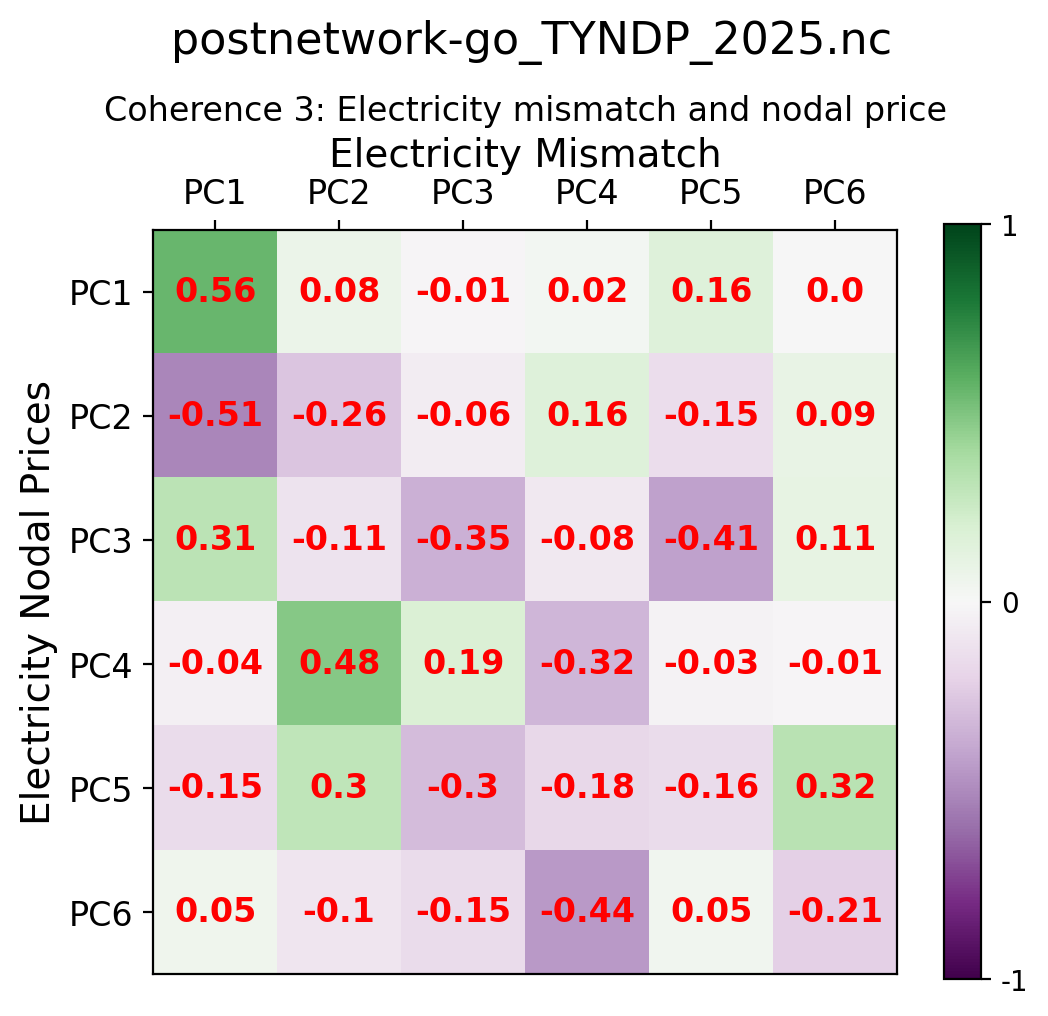 postnetwork-go_TYNDP_2025.nc
Coherence 3: Electricity mismatch and nodal price
Electricity Mismatch
PC1 PC2 PC3 PC4 PC5 PC6
Electricity Nodal Prices
PC1 0.56 0.08 -0.01 0.02 0.16 0.0
PC2 -0.51 -0.26 -0.06 0.16 -0.15 0.09
PC3 0.31 -0.11 -0.35 -0.08 -0.41 0.11
PC4 -0.04 0.48 0.19 -0.32 -0.03 -0.01
PC5 -0.15 0.3 -0.3 -0.18 -0.16 0.32
PC6 0.05 -0.1 -0.15 -0.44 0.05 -0.21
1
0
-1